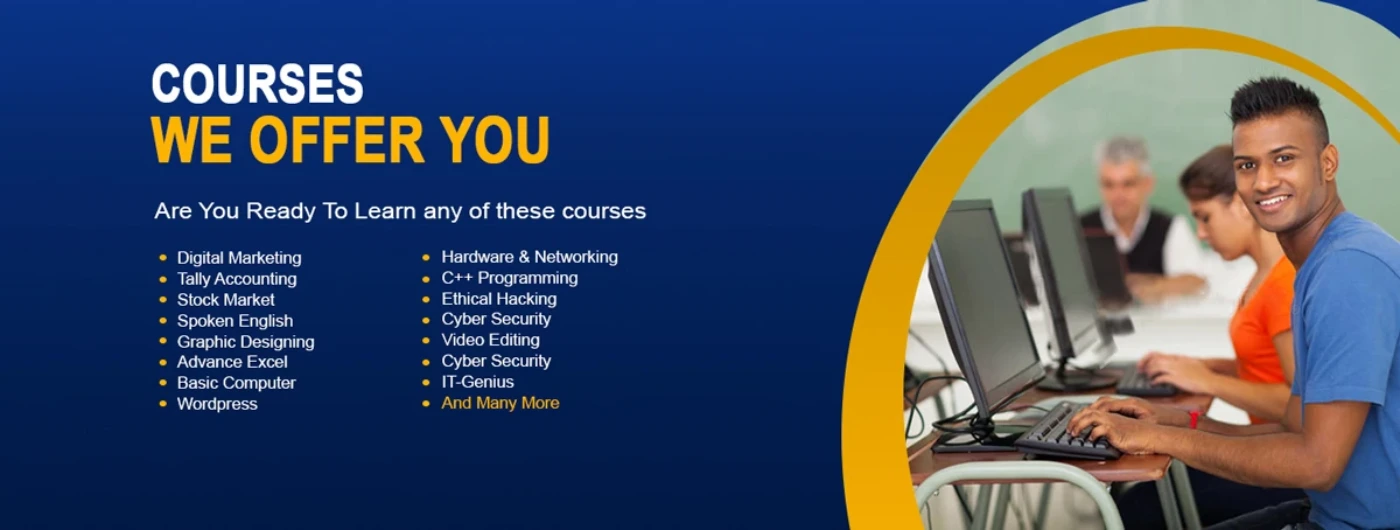 COURSES
WE OFFER YOU
Are You Ready To Learn any of these courses
Digital Marketing
Tally Accounting
Stock Market
Spoken English
Graphic Designing
Advance Excel
Basic Computer
Wordpress
Hardware & Networking
C++ Programming
Ethical Hacking
Cyber Security
Video Editing
Cyber Security
IT-Genius
And Many More